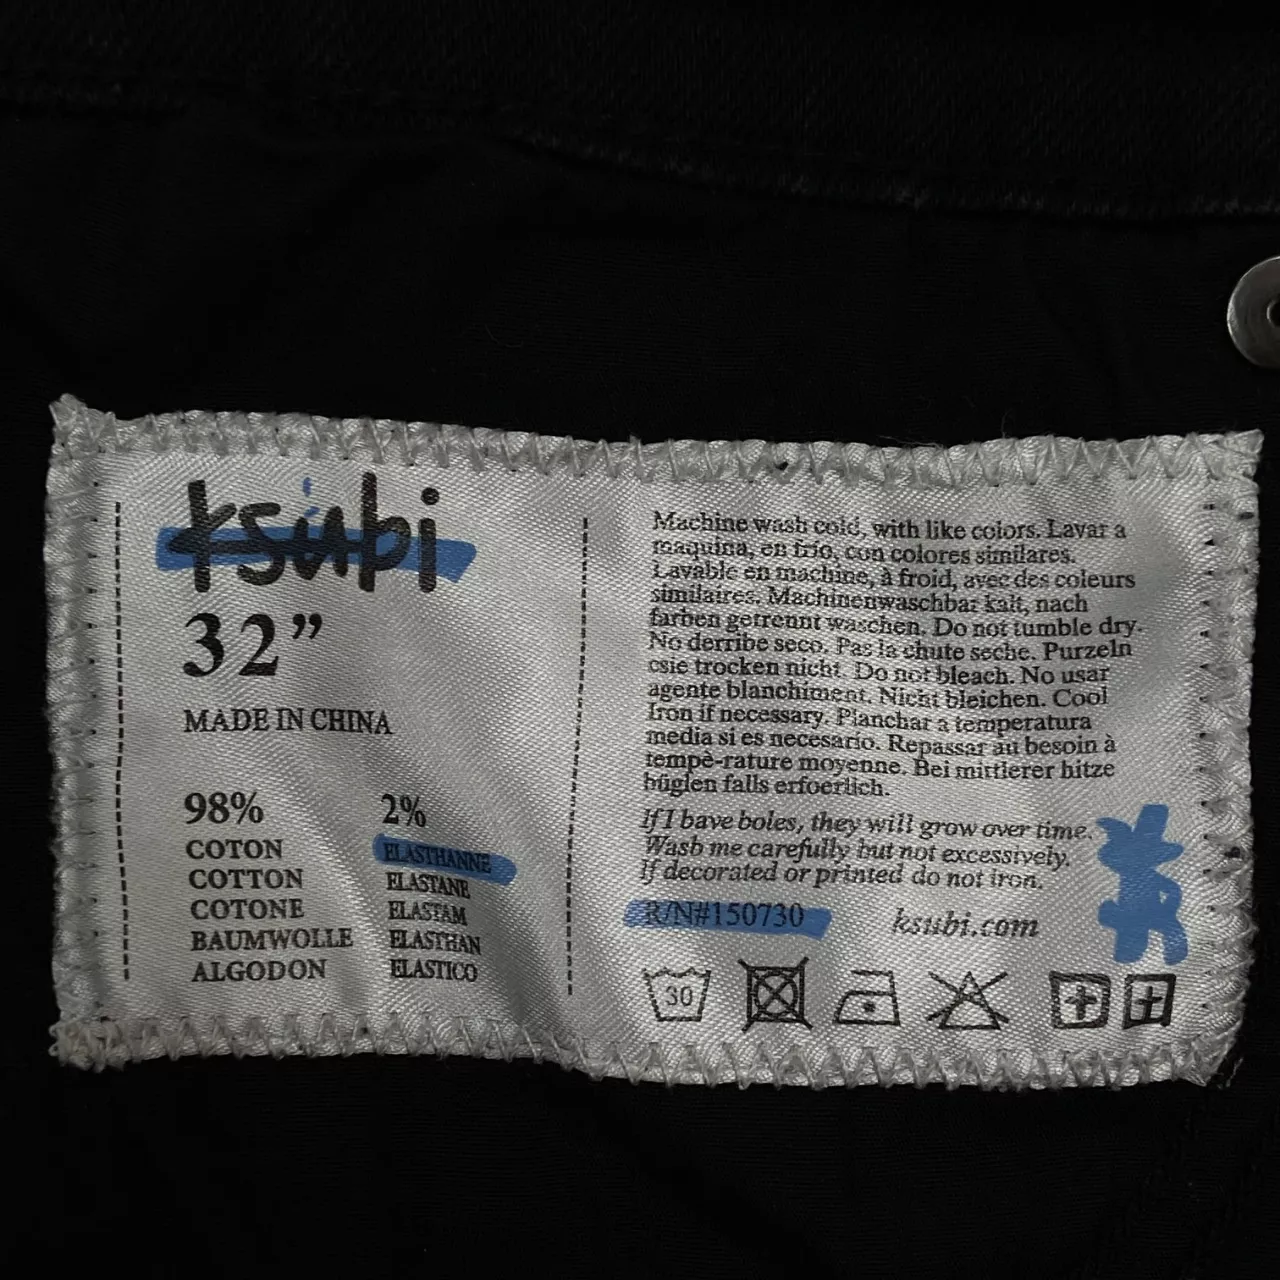 ksubi
32”
MADE IN CHINA
98%
COTON
COTTON
COTONE
BAUMWOLLE
ALGODON
2%
ELASTHANNE
ELASTANE
ELASTAM
ELASTHAN
ELASTICO
Machine wash cold, with like colors. Lavar a
maquina, en frio, con colores similares.
Lavable en machine, à froid, avec des coleurs
similaires. Machinenwaschbar kalt, nach
farben getrennt waschen. Do not tumble dry.
No derribe seco. Pas la chute seche. Purzeln
csie trocken nicht. Do not bleach. No usar
agente blanchiment. Nicht bleichen. Cool
Iron if necessary. Planchar a temperatura
media si es necesario. Repassar au besoin à
tempè-rature moyenne. Bei mittlerer hitze
büglen falls erfoerlich.
If I have holes, they will grow over time.
Wash me carefully but not excessively.
If decorated or printed do not iron.
R/N#150730
ksubi.com
30